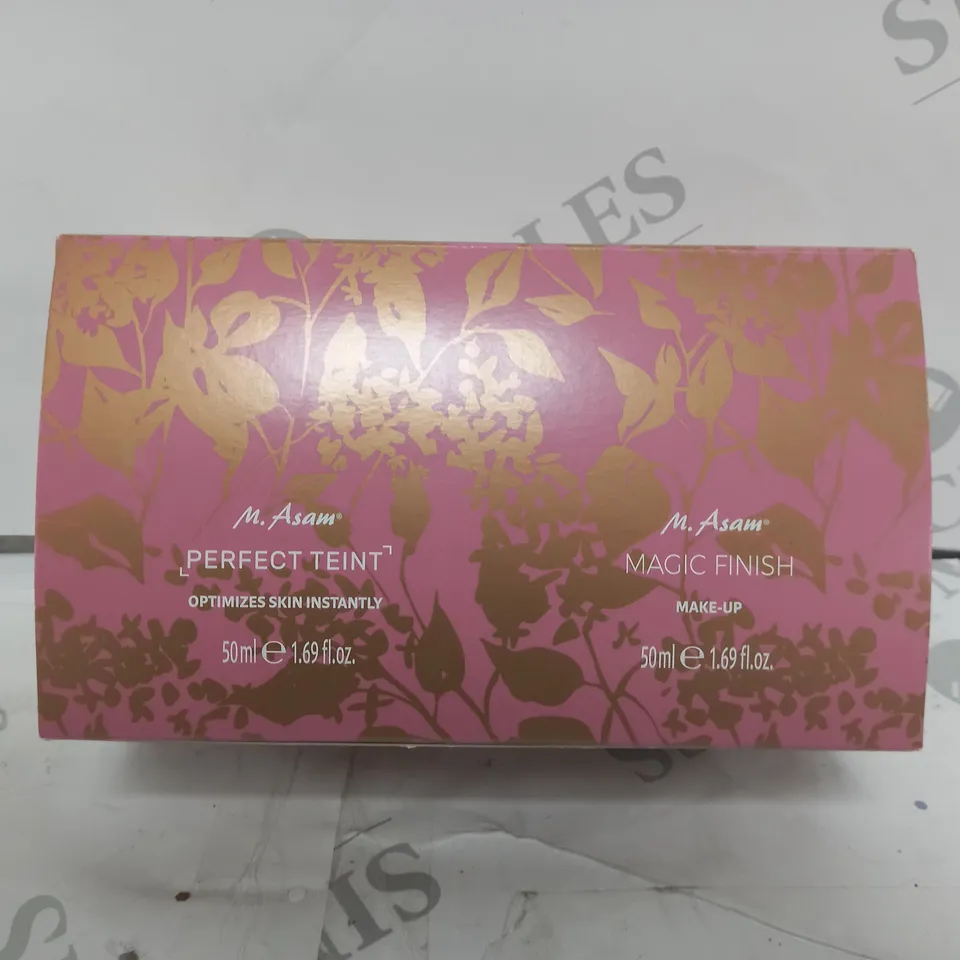 M. Asam®
PERFECT TEINT
OPTIMIZES SKIN INSTANTLY
50ml ℮ 1.69 fl.oz.
M. Asam®
MAGIC FINISH
MAKE-UP
50ml ℮ 1.69 fl.oz.